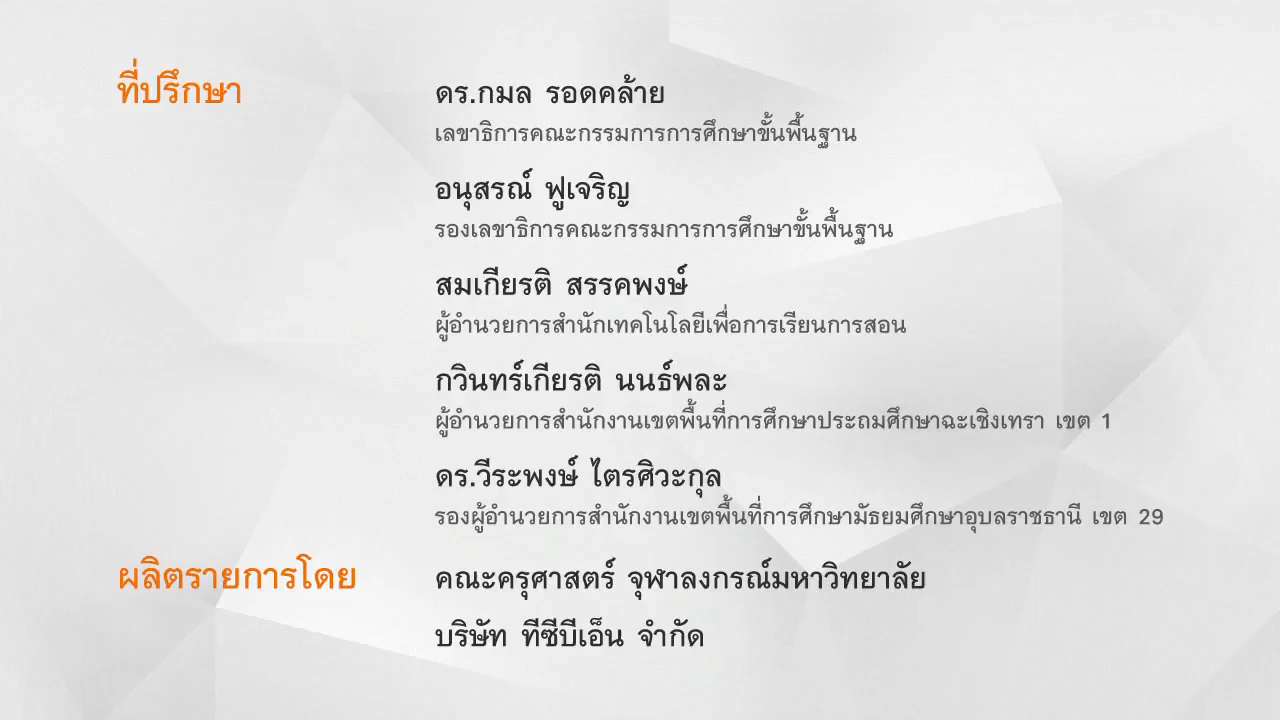 ที่ปรึกษา
ดร.กมล รอดคล้าย
เลขาธิการคณะกรรมการการศึกษาขั้นพื้นฐาน
อนุสรณ์ ฟูเจริญ
รองเลขาธิการคณะกรรมการการศึกษาขั้นพื้นฐาน
สมเกียรติ สรรคพงษ์
ผู้อำนวยการสำนักเทคโนโลยีเพื่อการเรียนการสอน
กวินทร์เกียรติ นนธ์พละ
ผู้อำนวยการสำนักงานเขตพื้นที่การศึกษาประถมศึกษาฉะเชิงเทรา เขต 1
ดร.วีระพงษ์ ไตรศิวะกุล
รองผู้อำนวยการสำนักงานเขตพื้นที่การศึกษามัธยมศึกษาอุบลราชธานี เขต 29
ผลิตรายการโดย
คณะครุศาสตร์ จุฬาลงกรณ์มหาวิทยาลัย
บริษัท ทีซีบีเอ็น จำกัด